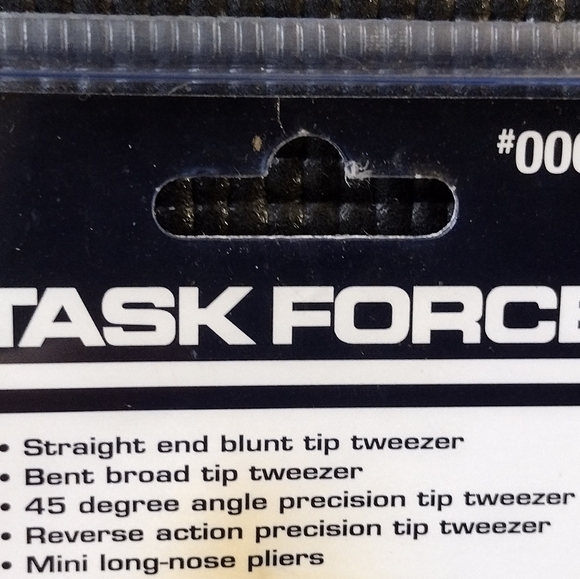 #000
TASK FORCE
• Straight end blunt tip tweezer
• Bent broad tip tweezer
• 45 degree angle precision tip tweezer
• Reverse action precision tip tweezer
• Mini long-nose pliers